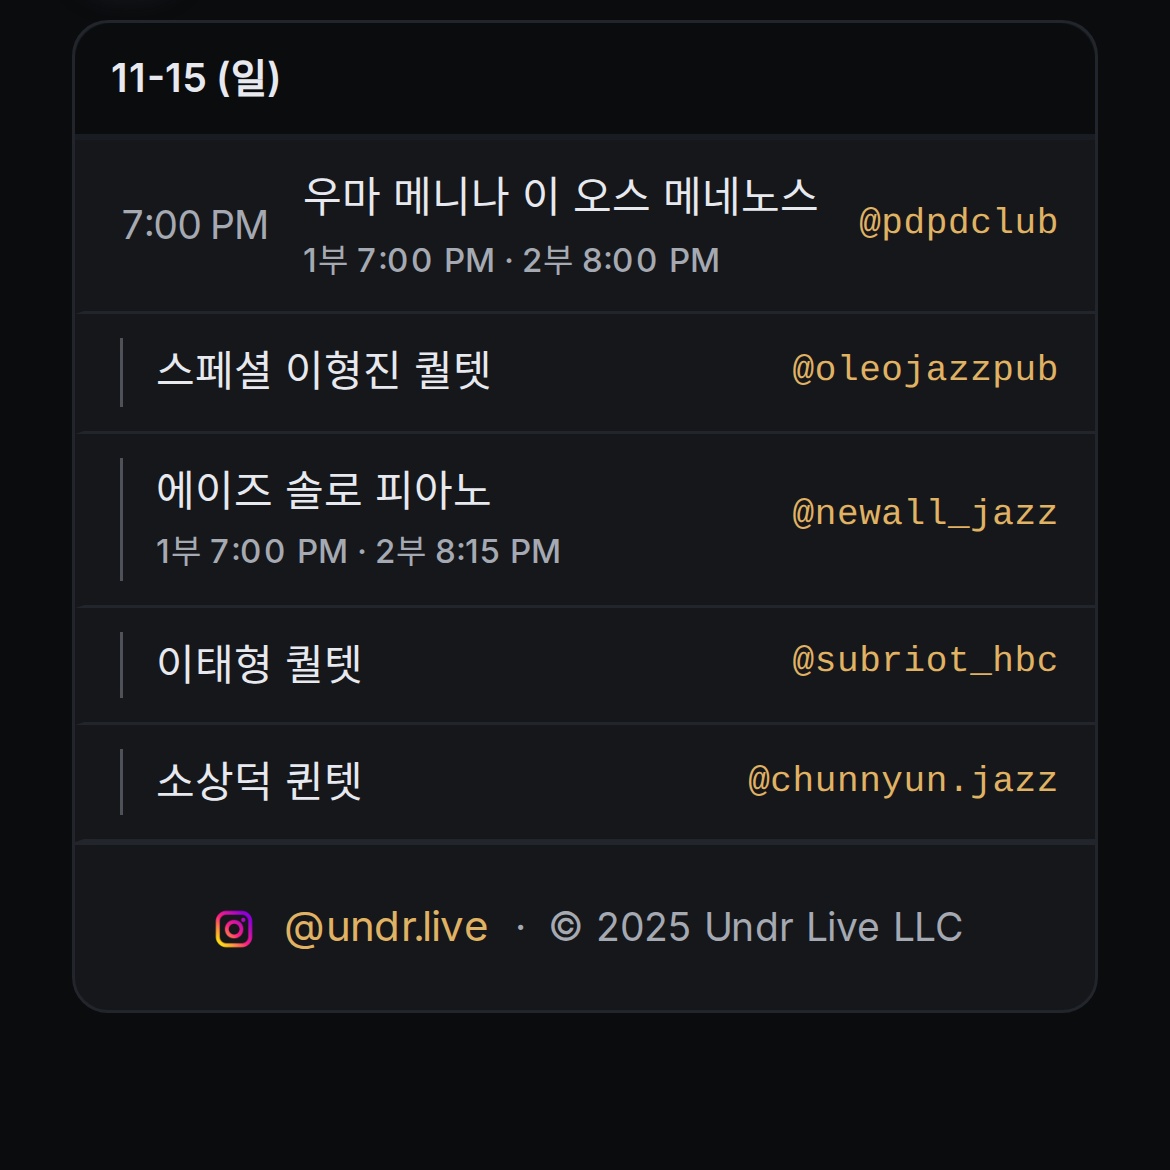 11-15 (일)
7:00 PM
우마 메니나 이 오스 메네노스
1부 7:00 PM · 2부 8:00 PM
@pdpdclub
스페셜 이형진 퀄텟
@oleojazzpub
에이즈 솔로 피아노
1부 7:00 PM · 2부 8:15 PM
@newall_jazz
이태형 퀄텟
@subriot_hbc
소상덕 퀸텟
@chunnyun.jazz
@undr.live · © 2025 Undr Live LLC